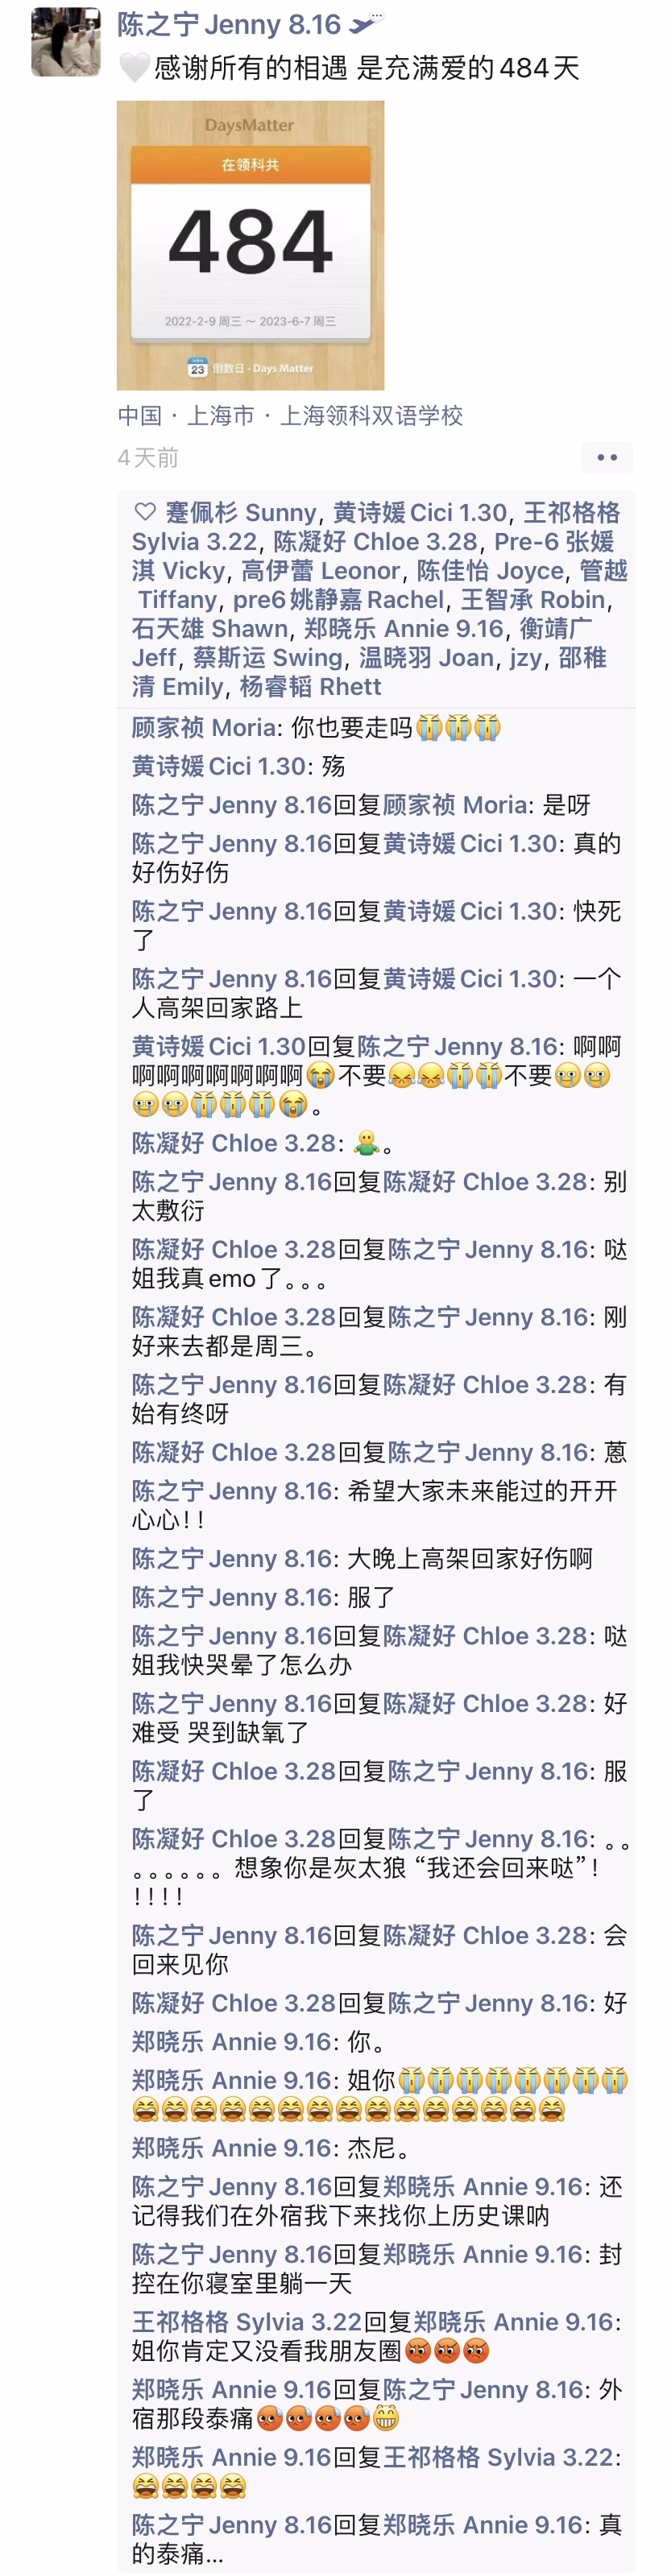 陈之宁 Jenny 8.16
🤍感谢所有的相遇 是充满爱的484天
DaysMatter
在领科共
484
2022-2-9 周三 ~ 2023-6-7 周三
23 倒数日 · Days Matter
中国 · 上海市 · 上海领科双语学校
4天前
蹇佩杉 Sunny, 黄诗媛 Cici 1.30, 王祁格格
Sylvia 3.22, 陈凝好 Chloe 3.28, Pre-6 张媛
淇 Vicky, 高伊蕾 Leonor, 陈佳怡 Joyce, 管越
Tiffany, pre6姚静嘉 Rachel, 王智承 Robin,
石天雄 Shawn, 郑晓乐 Annie 9.16, 衡靖广
Jeff, 蔡斯运 Swing, 温晓羽 Joan, jzy, 邵稚
清 Emily, 杨睿韬 Rhett
顾家祯 Moria: 你也要走吗😭😭😭
黄诗媛 Cici 1.30: 殇
陈之宁 Jenny 8.16回复顾家祯 Moria: 是呀
陈之宁 Jenny 8.16回复黄诗媛 Cici 1.30: 真的
好伤好伤
陈之宁 Jenny 8.16回复黄诗媛 Cici 1.30: 快死
了
陈之宁 Jenny 8.16回复黄诗媛 Cici 1.30: 一个
人高架回家路上
黄诗媛 Cici 1.30回复陈之宁 Jenny 8.16: 啊啊
啊啊啊啊啊啊啊😭不要不要
。
陈凝好 Chloe 3.28: 。
陈之宁 Jenny 8.16回复陈凝好 Chloe 3.28: 别
太敷衍
陈凝好 Chloe 3.28回复陈之宁 Jenny 8.16: 哒
姐我真emo了。。。
陈凝好 Chloe 3.28回复陈之宁 Jenny 8.16: 刚
好来去都是周三。
陈之宁 Jenny 8.16回复陈凝好 Chloe 3.28: 有
始有终呀
陈凝好 Chloe 3.28回复陈之宁 Jenny 8.16: 蒽
陈之宁 Jenny 8.16: 希望大家未来能过的开开
心心！！
陈之宁 Jenny 8.16: 大晚上高架回家好伤啊
陈之宁 Jenny 8.16: 服了
陈之宁 Jenny 8.16回复陈凝好 Chloe 3.28: 哒
姐我快哭晕了怎么办
陈之宁 Jenny 8.16回复陈凝好 Chloe 3.28: 好
难受 哭到缺氧了
陈凝好 Chloe 3.28回复陈之宁 Jenny 8.16: 服
了
陈凝好 Chloe 3.28回复陈之宁 Jenny 8.16: 。。
。。。。。。想象你是灰太狼 “我还会回来哒”！
！！！！
陈之宁 Jenny 8.16回复陈凝好 Chloe 3.28: 会
回来见你
陈凝好 Chloe 3.28回复陈之宁 Jenny 8.16: 好
郑晓乐 Annie 9.16: 你。
郑晓乐 Annie 9.16: 姐你
郑晓乐 Annie 9.16: 杰尼。
陈之宁 Jenny 8.16回复郑晓乐 Annie 9.16: 还
记得我们在外宿我下来找你上历史课呐
陈之宁 Jenny 8.16回复郑晓乐 Annie 9.16: 封
控在你寝室里躺一天
王祁格格 Sylvia 3.22回复郑晓乐 Annie 9.16:
姐你肯定又没看我朋友圈
郑晓乐 Annie 9.16回复陈之宁 Jenny 8.16: 外
宿那段泰痛
郑晓乐 Annie 9.16回复王祁格格 Sylvia 3.22:
陈之宁 Jenny 8.16回复郑晓乐 Annie 9.16: 真
的泰痛...